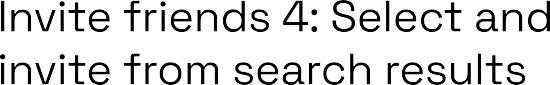 Invite friends 4: Select and
invite from search results